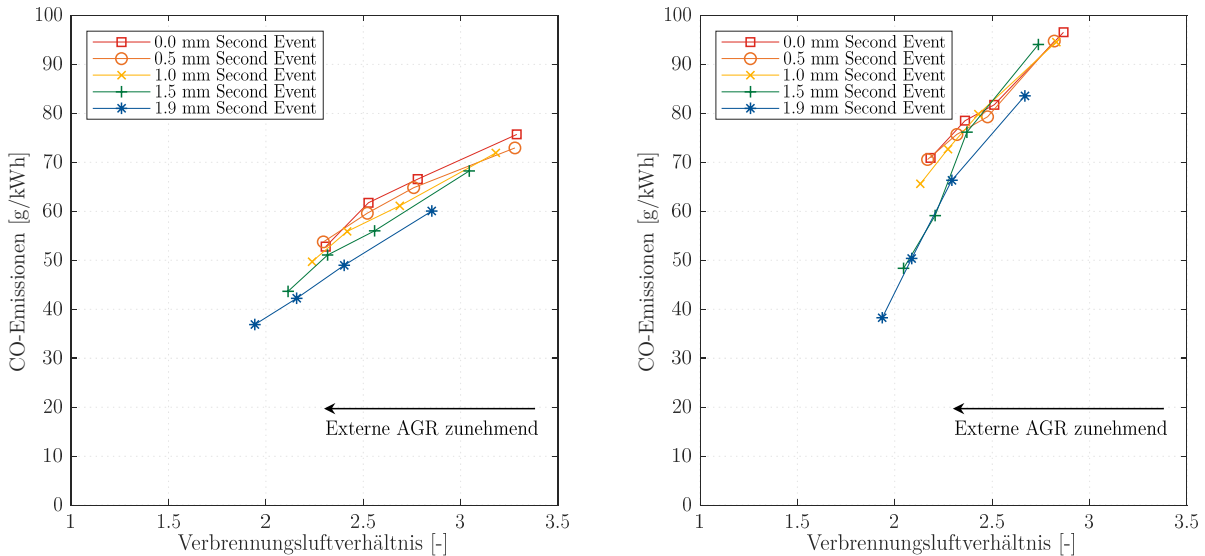 100
90
80
70
60
50
40
30
20
10
0
CO-Emissionen [g/kWh]
0.0 mm Second Event
0.5 mm Second Event
1.0 mm Second Event
1.5 mm Second Event
1.9 mm Second Event
Externe AGR zunehmend
1 1.5 2 2.5 3 3.5
Verbrennungsluftverhältnis [-]
100
90
80
70
60
50
40
30
20
10
0
CO-Emissionen [g/kWh]
0.0 mm Second Event
0.5 mm Second Event
1.0 mm Second Event
1.5 mm Second Event
1.9 mm Second Event
Externe AGR zunehmend
1 1.5 2 2.5 3 3.5
Verbrennungsluftverhältnis [-]